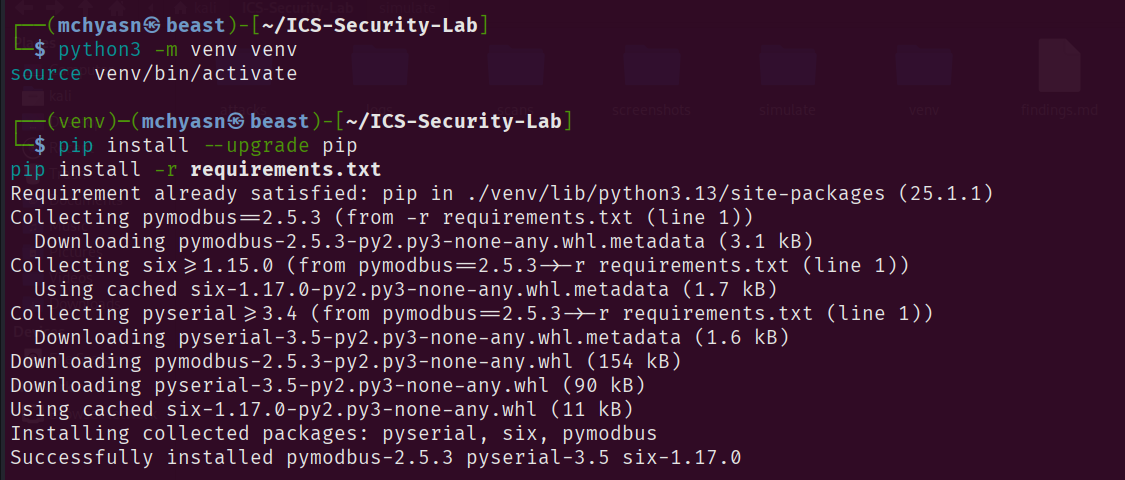 ┌──(mchyasn㉿beast)-[~/ICS-Security-Lab]
└─$ python3 -m venv venv
source venv/bin/activate
┌──(venv)─(mchyasn㉿beast)-[~/ICS-Security-Lab]
└─$ pip install --upgrade pip
pip install -r requirements.txt
Requirement already satisfied: pip in ./venv/lib/python3.13/site-packages (25.1.1)
Collecting pymodbus==2.5.3 (from -r requirements.txt (line 1))
  Downloading pymodbus-2.5.3-py2.py3-none-any.whl.metadata (3.1 kB)
Collecting six>=1.15.0 (from pymodbus==2.5.3->-r requirements.txt (line 1))
  Using cached six-1.17.0-py2.py3-none-any.whl.metadata (1.7 kB)
Collecting pyserial>=3.4 (from pymodbus==2.5.3->-r requirements.txt (line 1))
  Downloading pyserial-3.5-py2.py3-none-any.whl.metadata (1.6 kB)
Downloading pymodbus-2.5.3-py2.py3-none-any.whl (154 kB)
Downloading pyserial-3.5-py2.py3-none-any.whl (90 kB)
Using cached six-1.17.0-py2.py3-none-any.whl (11 kB)
Installing collected packages: pyserial, six, pymodbus
Successfully installed pymodbus-2.5.3 pyserial-3.5 six-1.17.0
screenshots
simulate
venv
findings.md